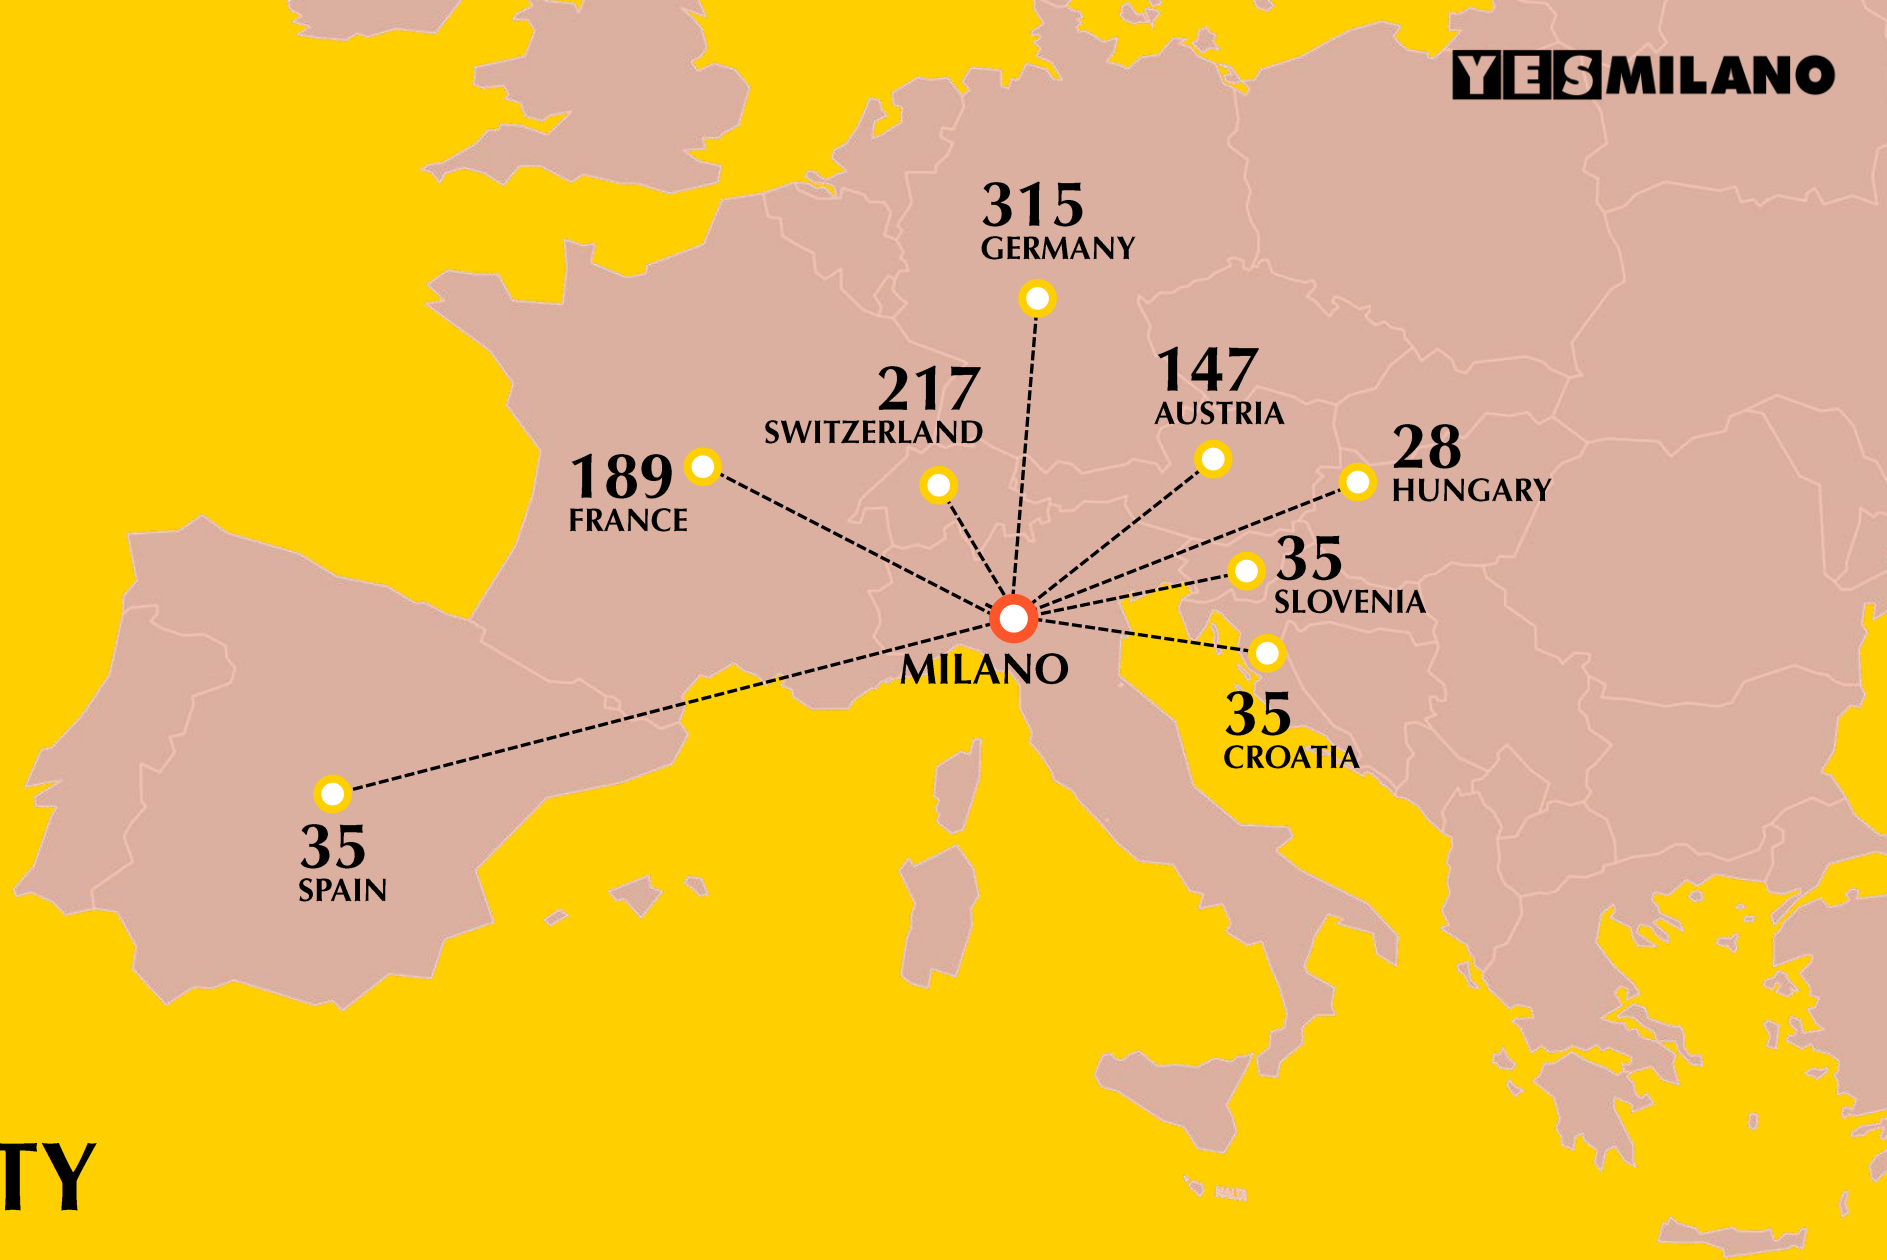 YESMILANO
315
GERMANY
147
AUSTRIA
217
SWITZERLAND
28
HUNGARY
189
FRANCE
35
SLOVENIA
MILANO
35
CROATIA
35
SPAIN
TY
MALTA